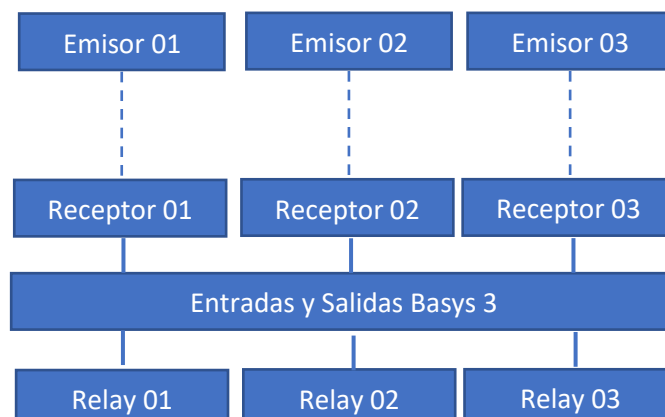 Emisor 01
Emisor 02
Emisor 03
Receptor 01
Receptor 02
Receptor 03
Entradas y Salidas Basys 3
Relay 01
Relay 02
Relay 03